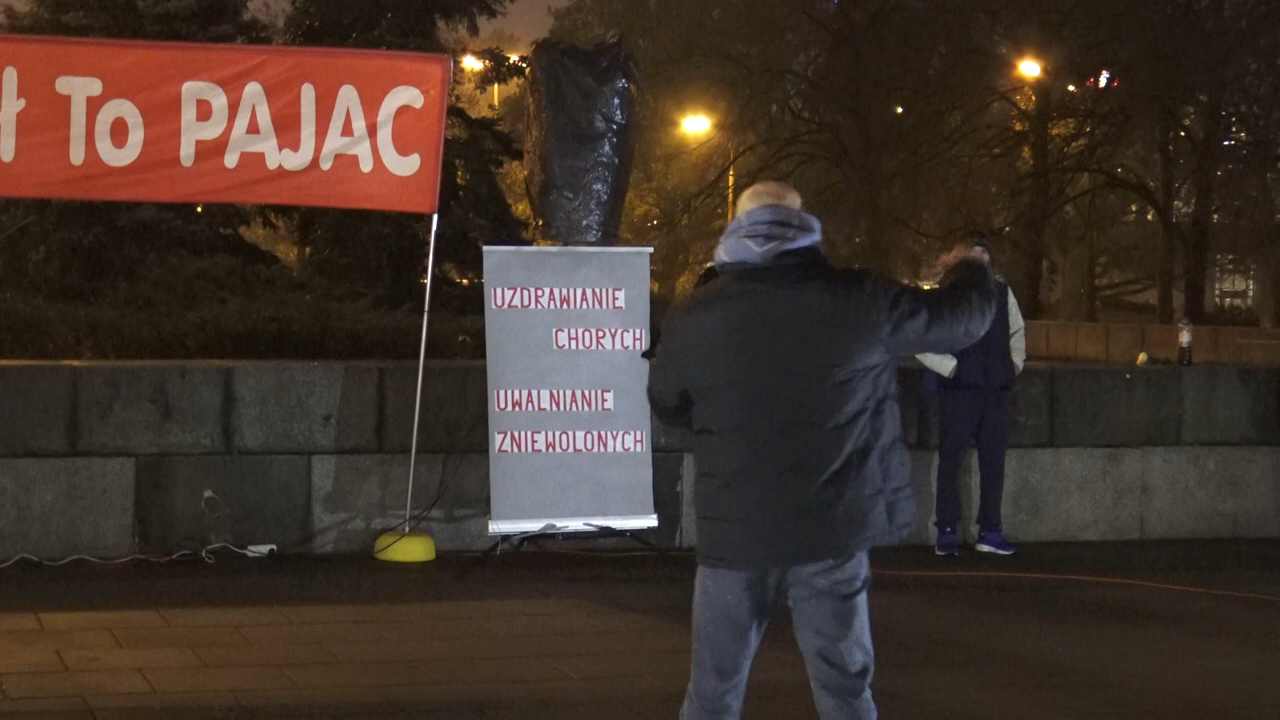 ł To PAJAC
UZDRAWIANIE
CHORYCH
UWALNIANIE
ZNIEWOLONYCH